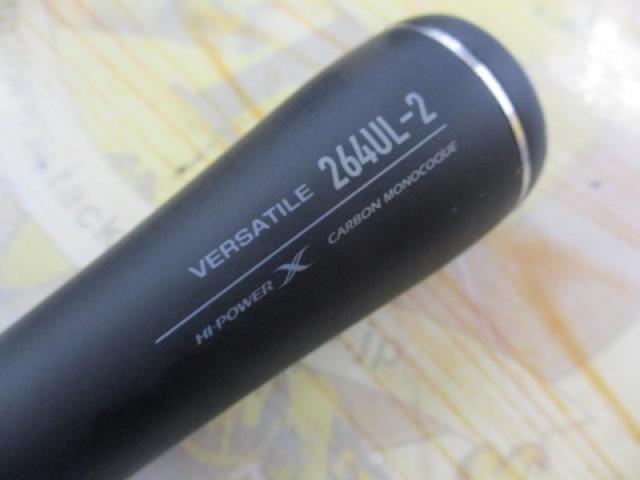 VERSATILE 264UL-2
HI-POWER X CARBON MONOCOQUE